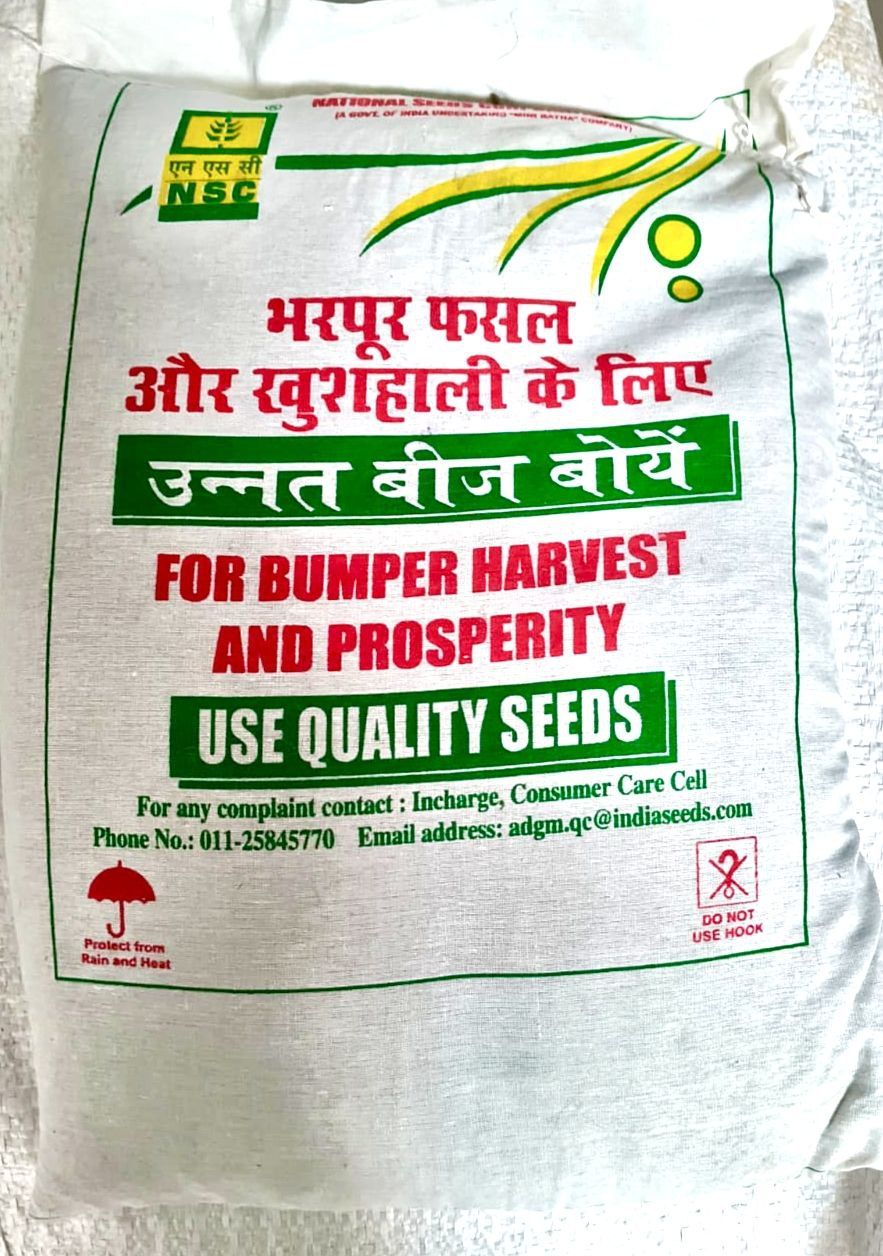 NATIONAL SEEDS
(A GOVT. OF INDIA UNDERTAKING "MINI RATNA" COMPANY)
®
एन एस सी
NSC
भरपूर फसल
और खुशहाली के लिए
उन्नत बीज बोयें
FOR BUMPER HARVEST
AND PROSPERITY
USE QUALITY SEEDS
For any complaint contact : Incharge, Consumer Care Cell
Phone No.: 011-25845770 Email address: adgm.qc@indiaseeds.com
Protect from
Rain and Heat
DO NOT
USE HOOK